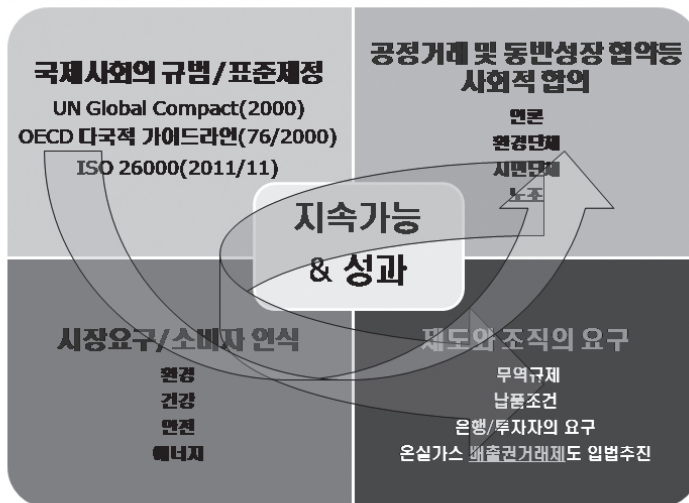 국제사회의 규범/표준제정
UN Global Compact(2000)
OECD 다국적 가이드라인(76/2000)
ISO 26000(2011/11)
공정거래 및 동반성장 협약등
사회적 합의
언론
환경단체
시민단체
노조
지속가능
& 성과
시장요구/소비자 인식
환경
건강
안전
에너지
제도와 조직의 요구
무역규제
납품조건
은행/투자자의 요구
온실가스 배출권거래제도 입법추진